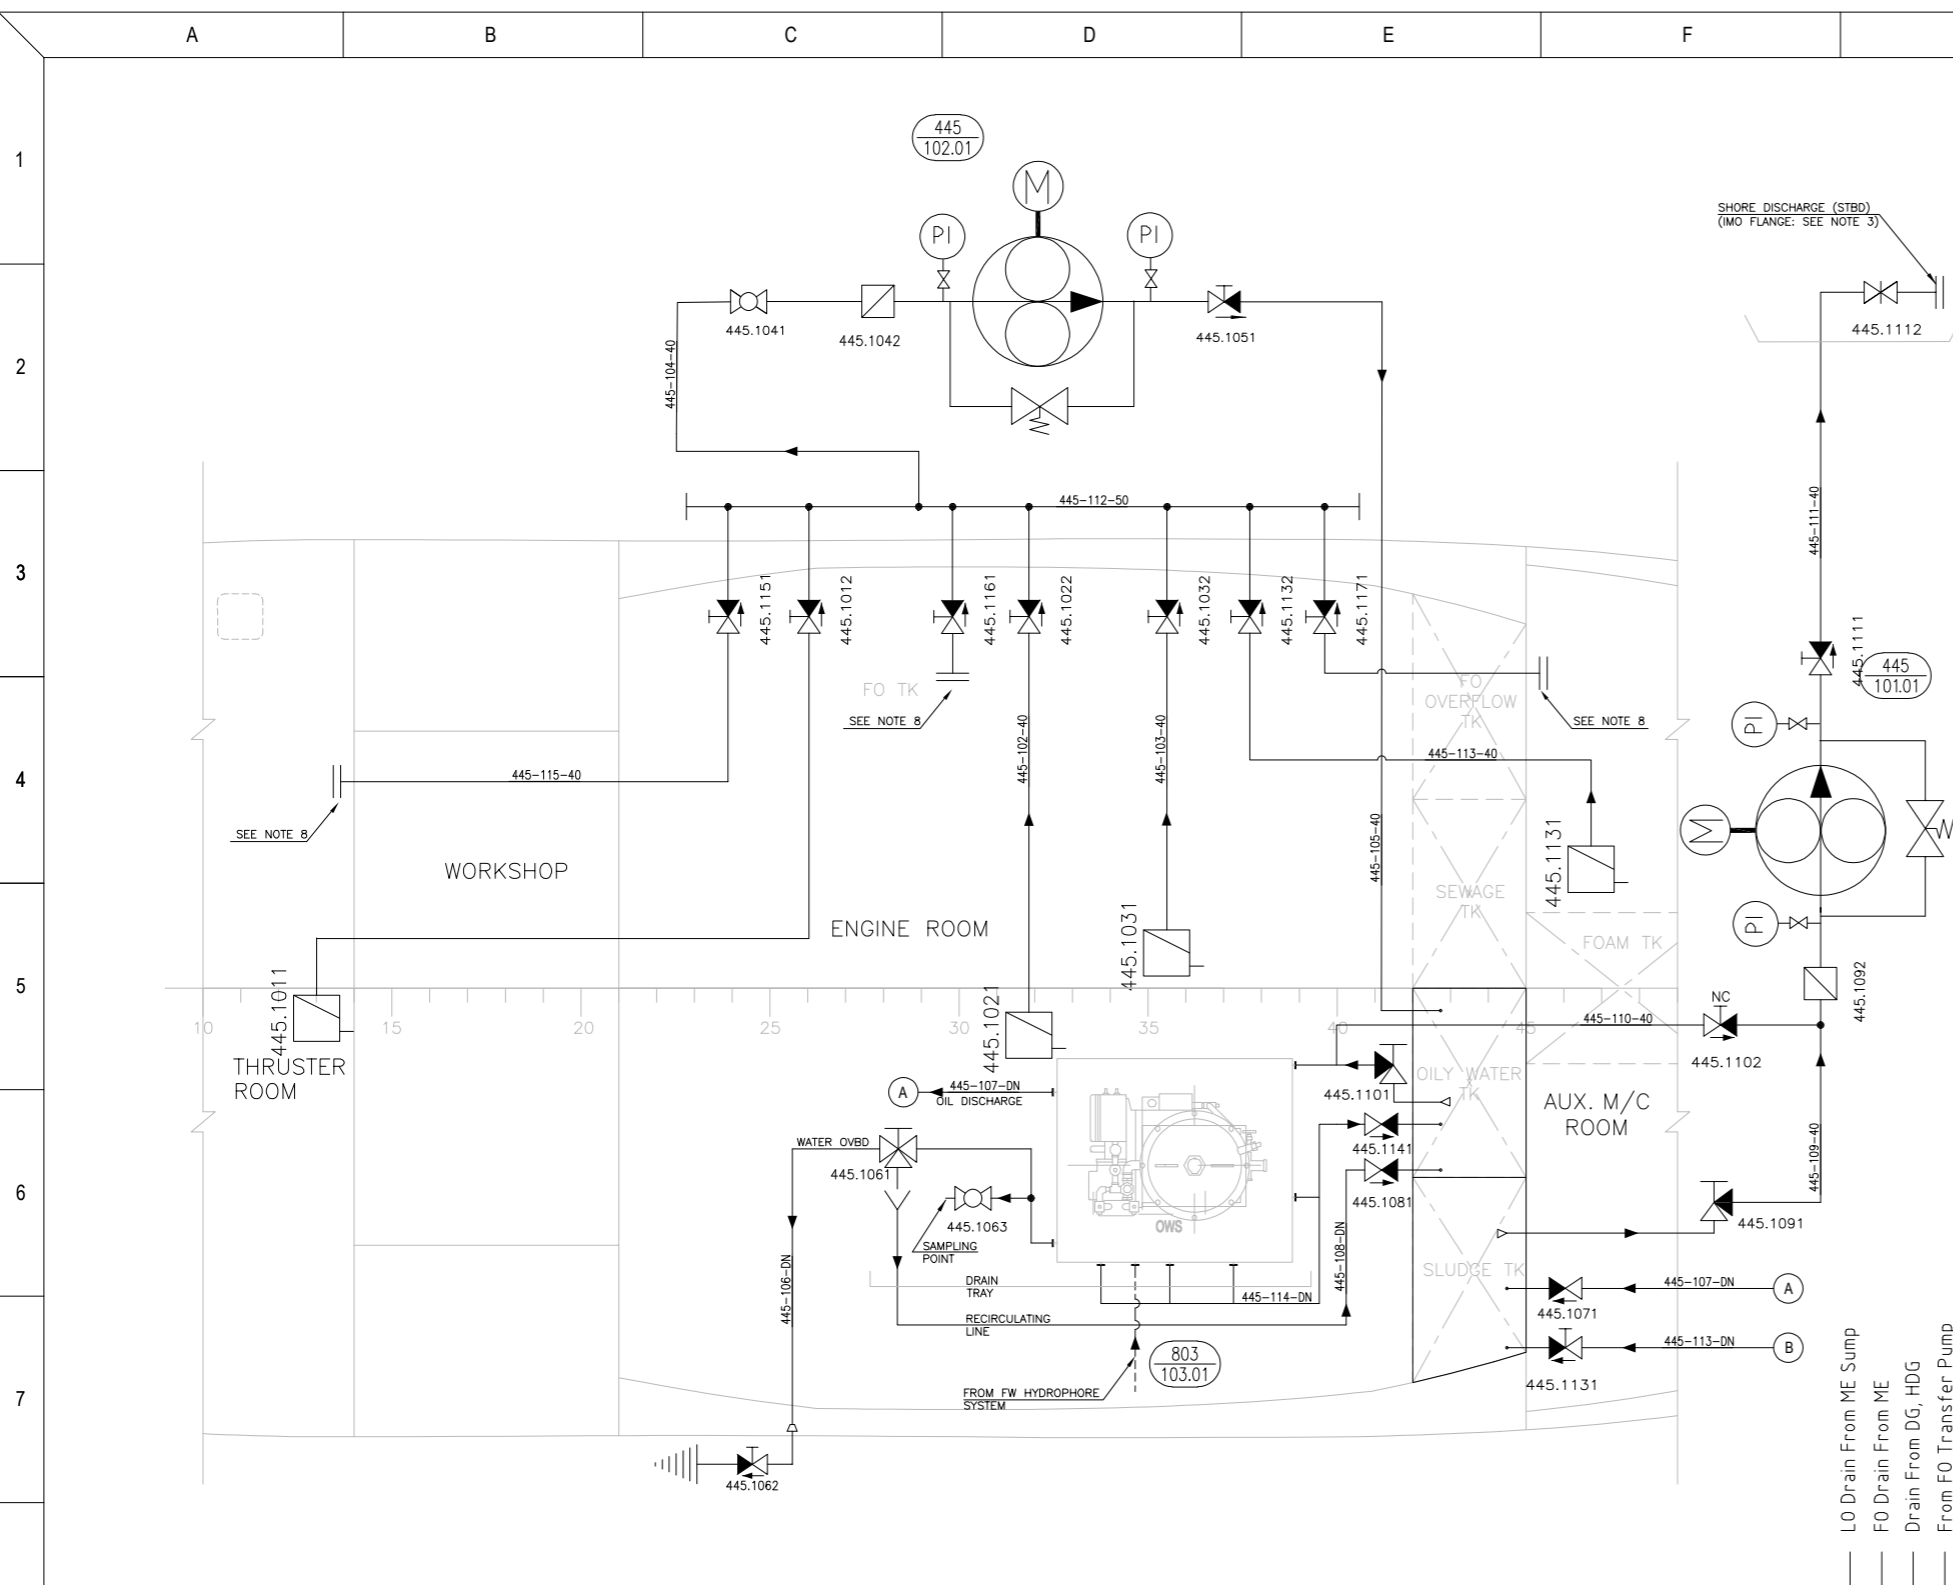 A
B
C
D
E
F
1
2
3
4
5
6
7
445
102.01
M
PI
PI
SHORE DISCHARGE (STBD)
(IMO FLANGE: SEE NOTE 3)
445.1041
445.1042
445.1051
445.1112
445-104-40
445-112-50
445-111-40
445.1151
445.1012
445.1161
445.1022
445.1032
445.1132
445.1171
445.1111
445
101.01
FO TK
SEE NOTE 8
FO
OVERFLOW
TK
SEE NOTE 8
PI
445-102-40
445-103-40
445-113-40
445-115-40
SEE NOTE 8
M
445-105-40
WORKSHOP
445.1131
SEWAGE
TK
ENGINE ROOM
445.1031
FOAM TK
PI
445.1011
445.1021
445.1092
NC
10
15
20
25
30
35
40
45
445-110-40
445.1102
THRUSTER
ROOM
A
445-107-DN
OIL DISCHARGE
445.1101
OILY WATER
TK
AUX. M/C
ROOM
WATER OVBD
445.1061
445.1141
445-109-40
445.1081
445.1063
SAMPLING
POINT
OWS
445.1091
445-106-DN
445-108-DN
DRAIN
TRAY
SLUDGE TK
445-107-DN
A
445-114-DN
445.1071
RECIRCULATING
LINE
445-113-DN
B
803
103.01
445.1131
FROM FW HYDROPHORE
SYSTEM
445.1062
LO Drain From ME Sump
FO Drain From ME
Drain From DG, HDG
From FO Transfer Pump